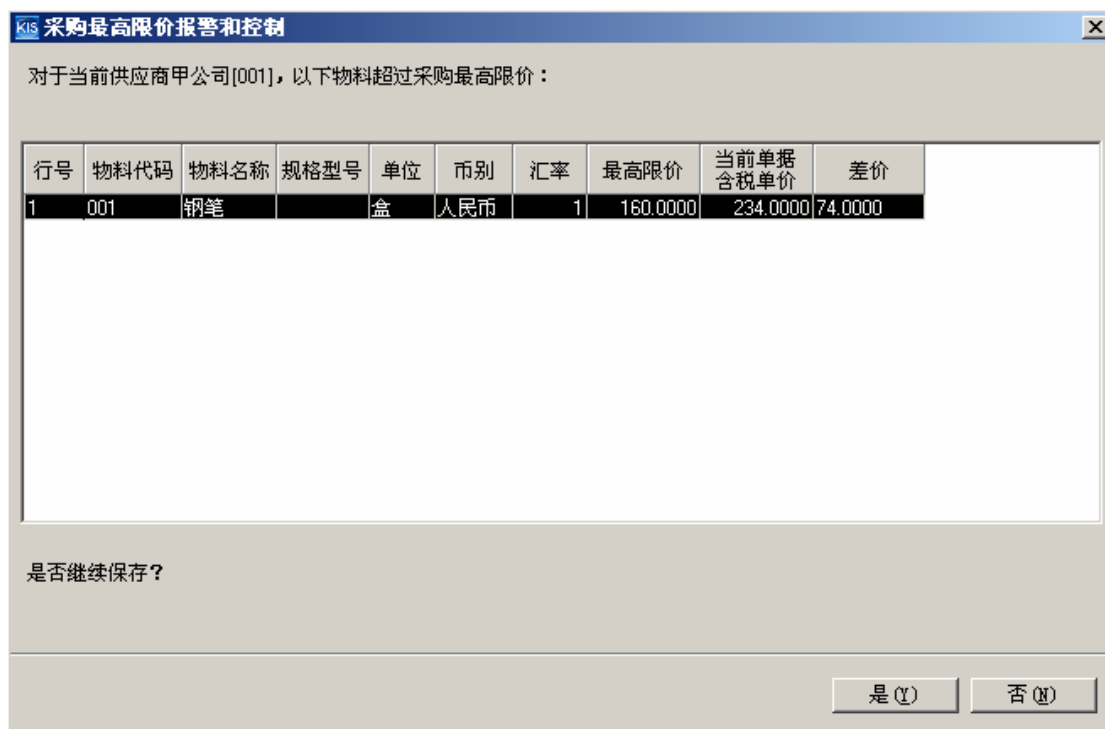 KIS 采购最高限价报警和控制
对于当前供应商甲公司[001],以下物料超过采购最高限价:
行号 物料代码 物料名称 规格型号 单位 币别 汇率 最高限价 当前单据含税单价 差价
1 001 钢笔 盒 人民币 1 160.0000 234.0000 74.0000
是否继续保存?
是(Y) 否(N)